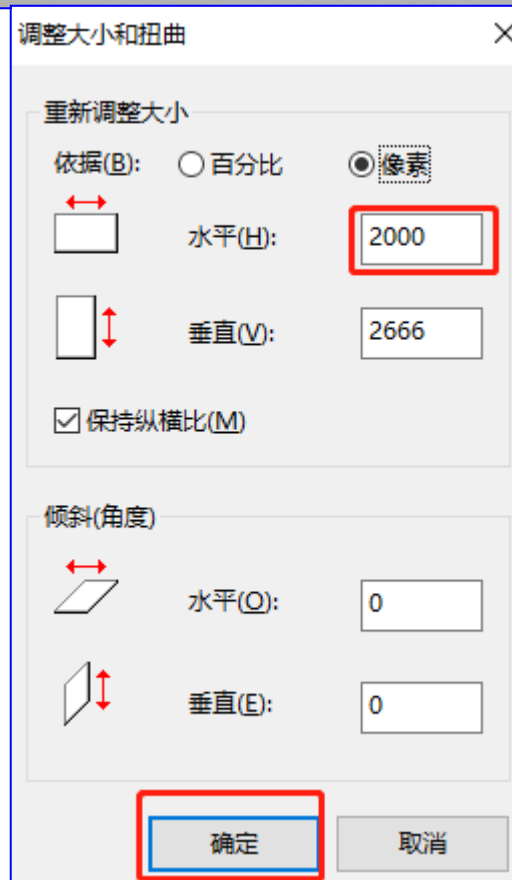 调整大小和扭曲
重新调整大小
依据(B): 百分比 像素
水平(H): 2000
垂直(V): 2666
保持纵横比(M)
倾斜(角度)
水平(O): 0
垂直(E): 0
确定 取消